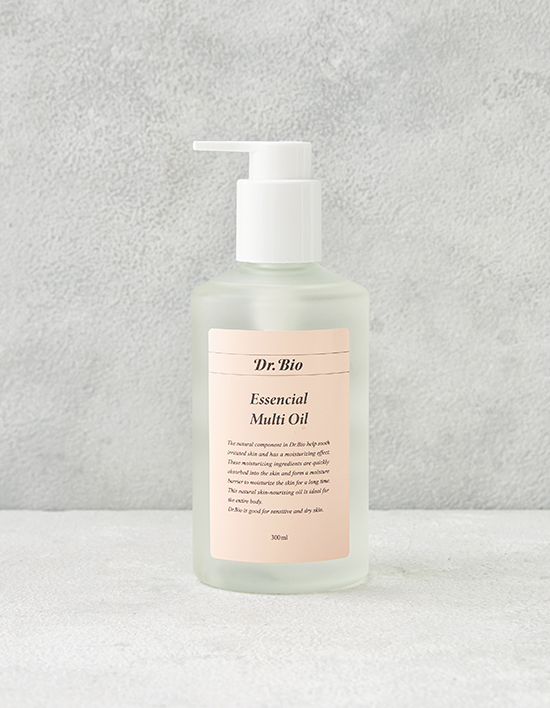 Dr. Bio
Essencial
Multi Oil
The natural component in Dr.Bio help sooth
irritated skin and has a moisturizing effect.
These moisturizing ingredients are quickly
absorbed into the skin and form a moisture
barrier to moisturize the skin for a long time.
This natural skin-nourising oil is ideal for
the entire body.
Dr.Bio is good for sensitive and dry skin.
300ml